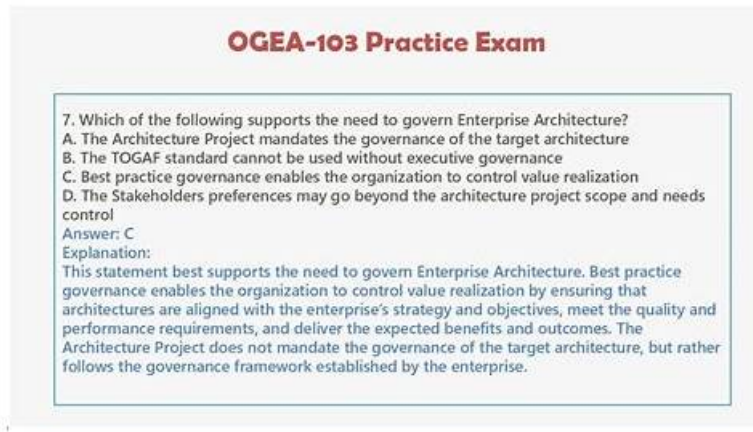 OGEA-103 Practice Exam
7. Which of the following supports the need to govern Enterprise Architecture?
A. The Architecture Project mandates the governance of the target architecture
B. The TOGAF standard cannot be used without executive governance
C. Best practice governance enables the organization to control value realization
D. The Stakeholders preferences may go beyond the architecture project scope and needs
control
Answer: C
Explanation:
This statement best supports the need to govern Enterprise Architecture. Best practice
governance enables the organization to control value realization by ensuring that
architectures are aligned with the enterprise's strategy and objectives, meet the quality and
performance requirements, and deliver the expected benefits and outcomes. The
Architecture Project does not mandate the governance of the target architecture, but rather
follows the governance framework established by the enterprise.